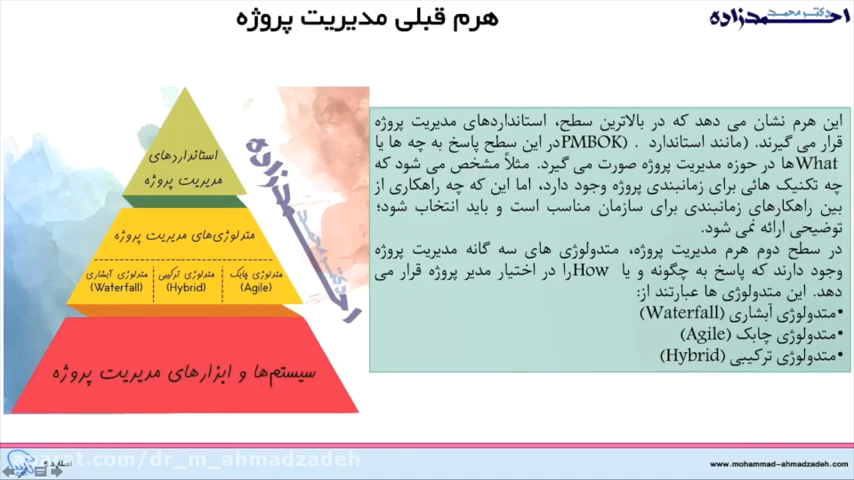 هرم قبلی مدیریت پروژه
دکتر محمد
احمدزاده
این هرم نشان می دهد که در بالاترین سطح، استانداردهای مدیریت پروژه
قرار می گیرند. (مانند استاندارد PMBOK) . در این سطح پاسخ به چه ها یا
What ها در حوزه مدیریت پروژه صورت می گیرد. مثلاً مشخص می شود که
چه تکنیک هائی برای زمانبندی پروژه وجود دارد، اما این که چه راهکاری از
بین راهکارهای زمانبندی برای سازمان مناسب است و باید انتخاب شود؛
توضیحی ارائه نمی شود.
در سطح دوم هرم مدیریت پروژه، متدولوژی های سه گانه مدیریت پروژه
وجود دارند که پاسخ به چگونه و یا How را در اختیار مدیر پروژه قرار می
دهد. این متدولوژی ها عبارتند از:
•متدولوژی آبشاری (Waterfall)
•متدولوژی چابک (Agile)
•متدولوژی ترکیبی (Hybrid)
استانداردهای
مدیریت پروژه
متدلوژی‌های مدیریت پروژه
متدلوژی چابک (Agile)
متدلوژی ترکیبی (Hybrid)
متدلوژی آبشاری (Waterfall)
سیستم‌ها و ابزارهای مدیریت پروژه
دکتر محمد
احمدزاده
www.mohammad-ahmadzadeh.com
aparat.com/dr_m_ahmadzadeh